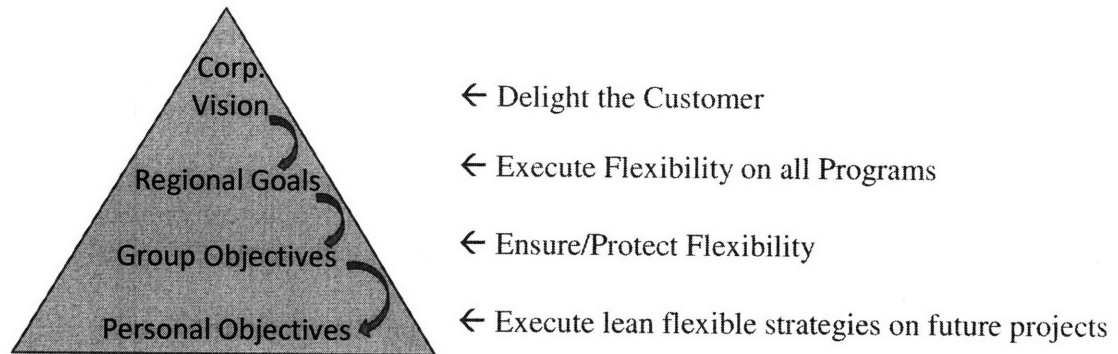 Corp.
Vision
← Delight the Customer
Regional Goals
← Execute Flexibility on all Programs
Group Objectives
← Ensure/Protect Flexibility
Personal Objectives
← Execute lean flexible strategies on future projects